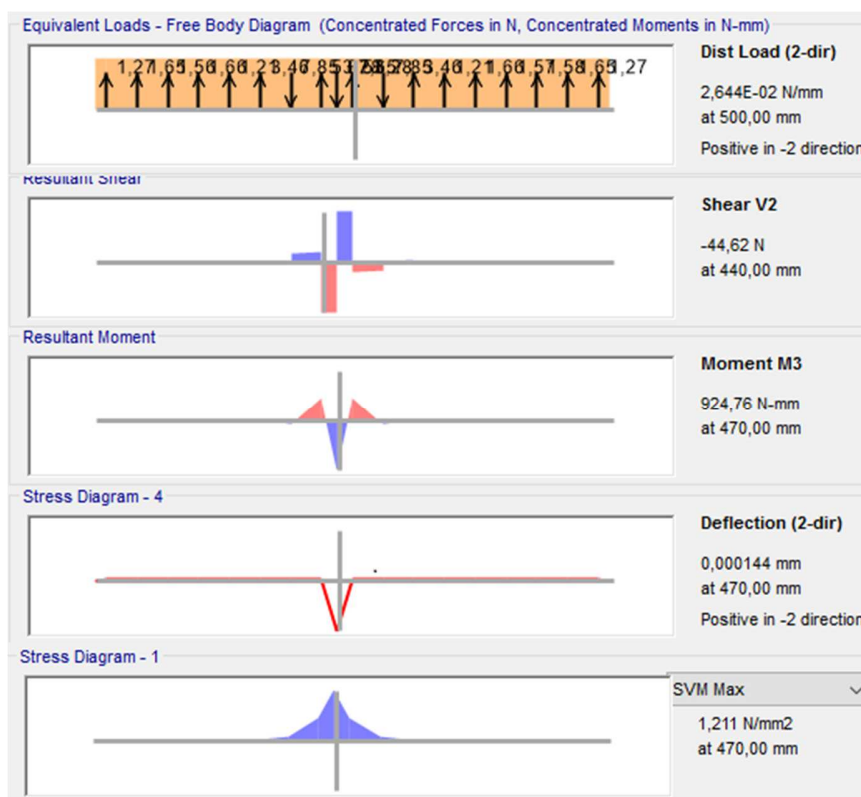 Equivalent Loads - Free Body Diagram (Concentrated Forces in N, Concentrated Moments in N-mm)
Dist Load (2-dir)
2,644E-02 N/mm
at 500,00 mm
Positive in -2 direction
Resultant Shear
Shear V2
-44,62 N
at 440,00 mm
Resultant Moment
Moment M3
924,76 N-mm
at 470,00 mm
Stress Diagram - 4
Deflection (2-dir)
0,000144 mm
at 470,00 mm
Positive in -2 direction
Stress Diagram - 1
SVM Max
1,211 N/mm2
at 470,00 mm